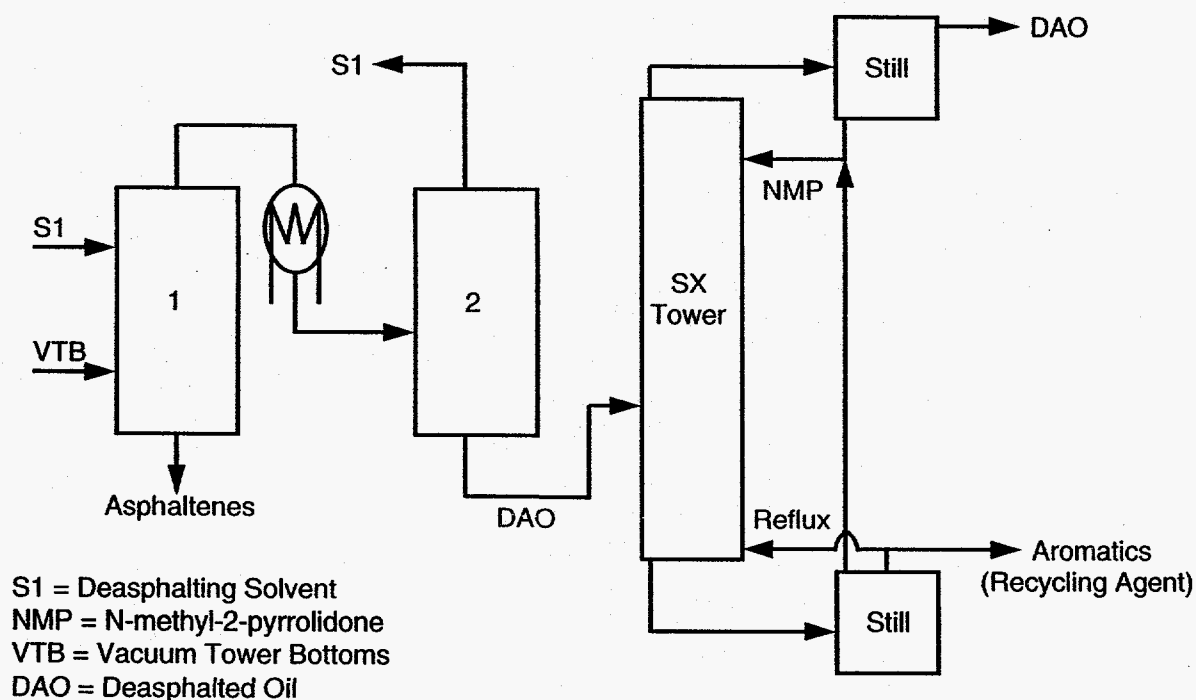 DAO
S1
Still
NMP
S1
1
2
SX
Tower
VTB
Asphaltenes
DAO
Reflux
Aromatics
(Recycling Agent)
Still
S1 = Deasphalting Solvent
NMP = N-methyl-2-pyrrolidone
VTB = Vacuum Tower Bottoms
DAO = Deasphalted Oil